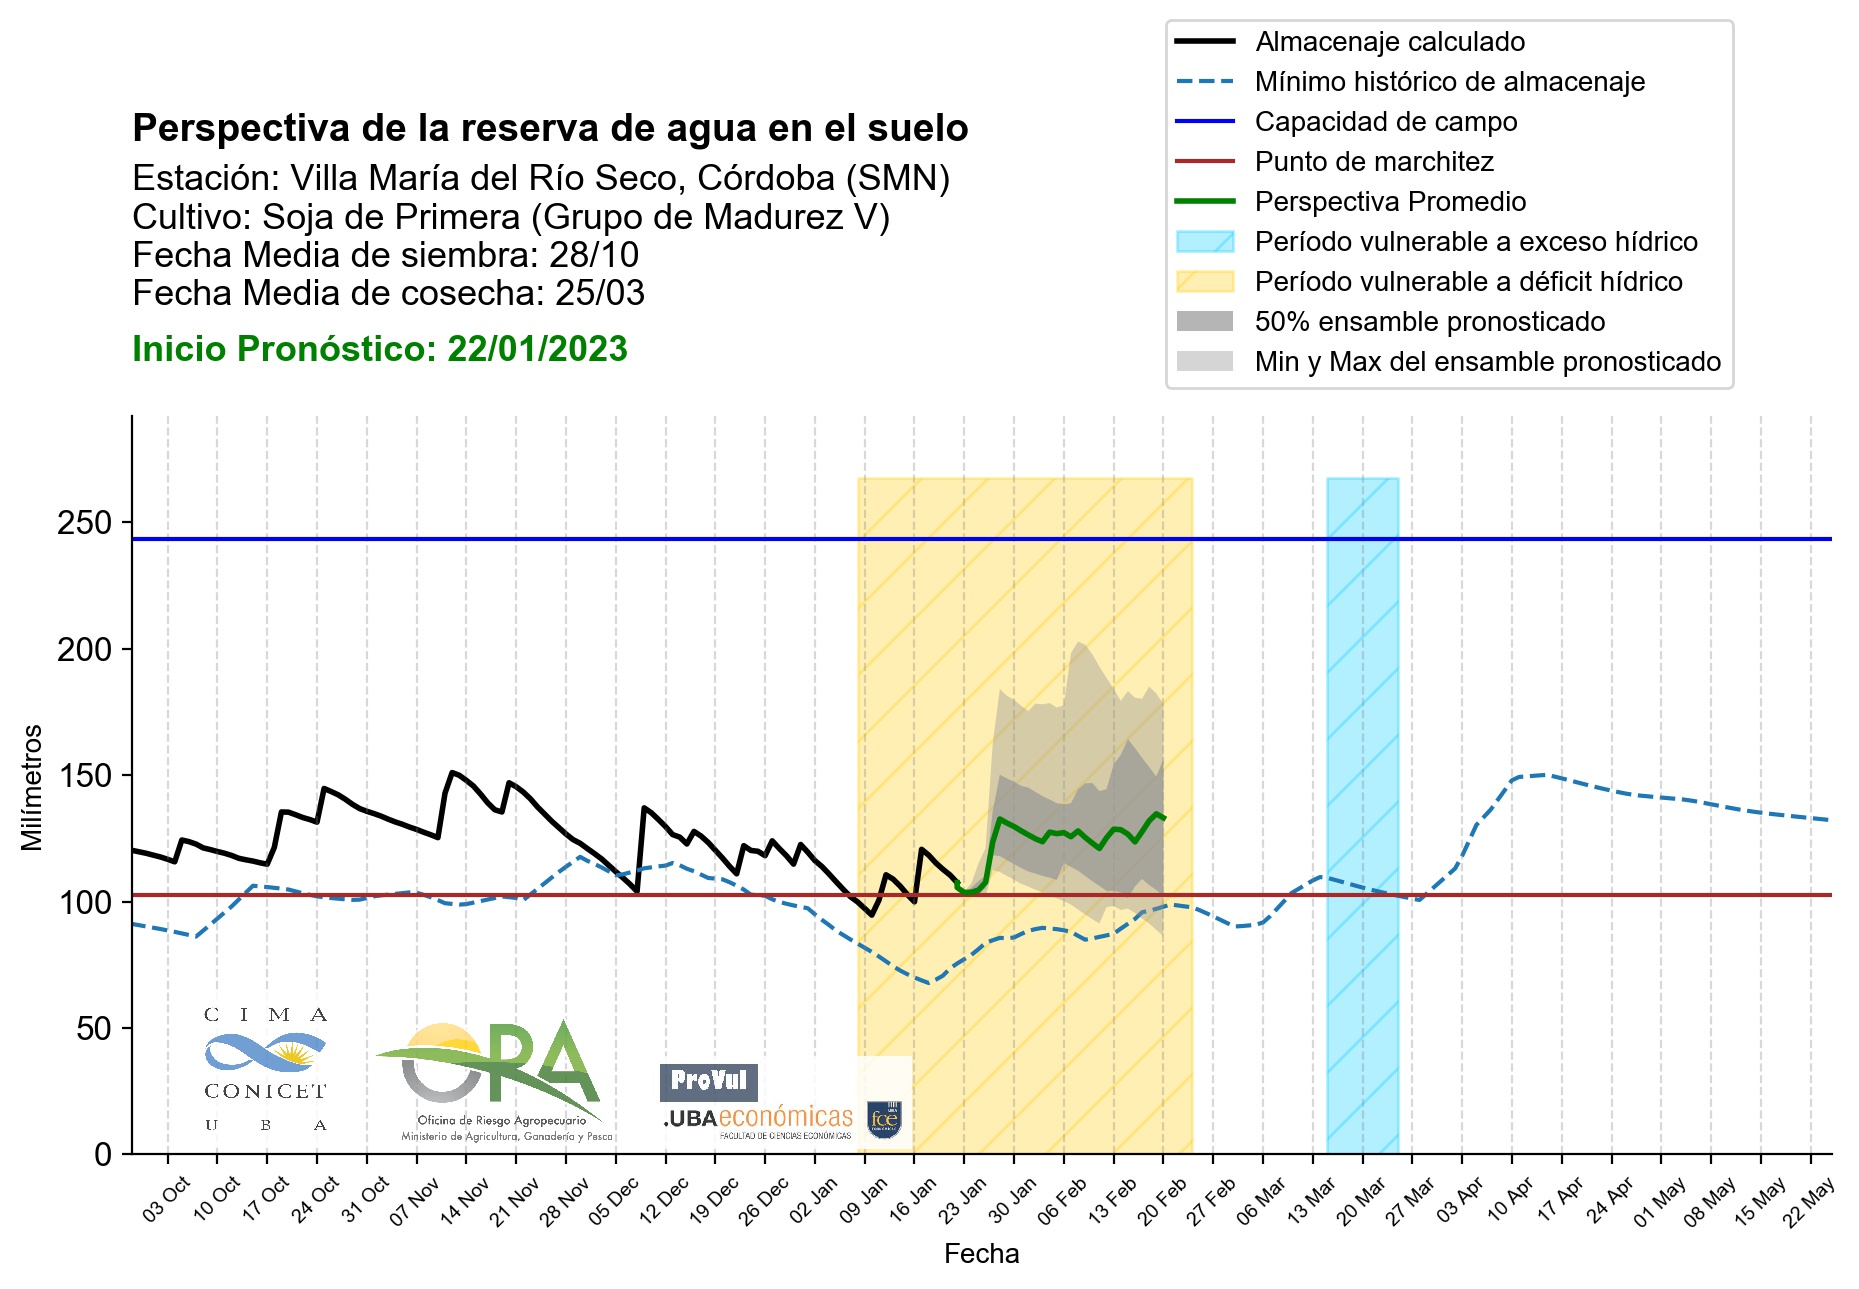 Almacenaje calculado
Mínimo histórico de almacenaje
Capacidad de campo
Punto de marchitez
Perspectiva Promedio
Período vulnerable a exceso hídrico
Período vulnerable a déficit hídrico
50% ensamble pronosticado
Min y Max del ensamble pronosticado
Perspectiva de la reserva de agua en el suelo
Estación: Villa María del Río Seco, Córdoba (SMN)
Cultivo: Soja de Primera (Grupo de Madurez V)
Fecha Media de siembra: 28/10
Fecha Media de cosecha: 25/03
Inicio Pronóstico: 22/01/2023
Milímetros
250
200
150
100
50
0
CIMA
CONICET
UBA
ORA
Oficina de Riesgo Agropecuario
Ministerio de Agricultura, Ganadería y Pesca
ProVul
.UBAeconómicas
FACULTAD DE CIENCIAS ECONÓMICAS
fce
03 Oct
10 Oct
17 Oct
24 Oct
31 Oct
07 Nov
14 Nov
21 Nov
28 Nov
05 Dec
12 Dec
19 Dec
26 Dec
02 Jan
09 Jan
16 Jan
23 Jan
30 Jan
06 Feb
13 Feb
20 Feb
27 Feb
06 Mar
13 Mar
20 Mar
27 Mar
03 Apr
10 Apr
17 Apr
24 Apr
01 May
08 May
15 May
22 May
Fecha